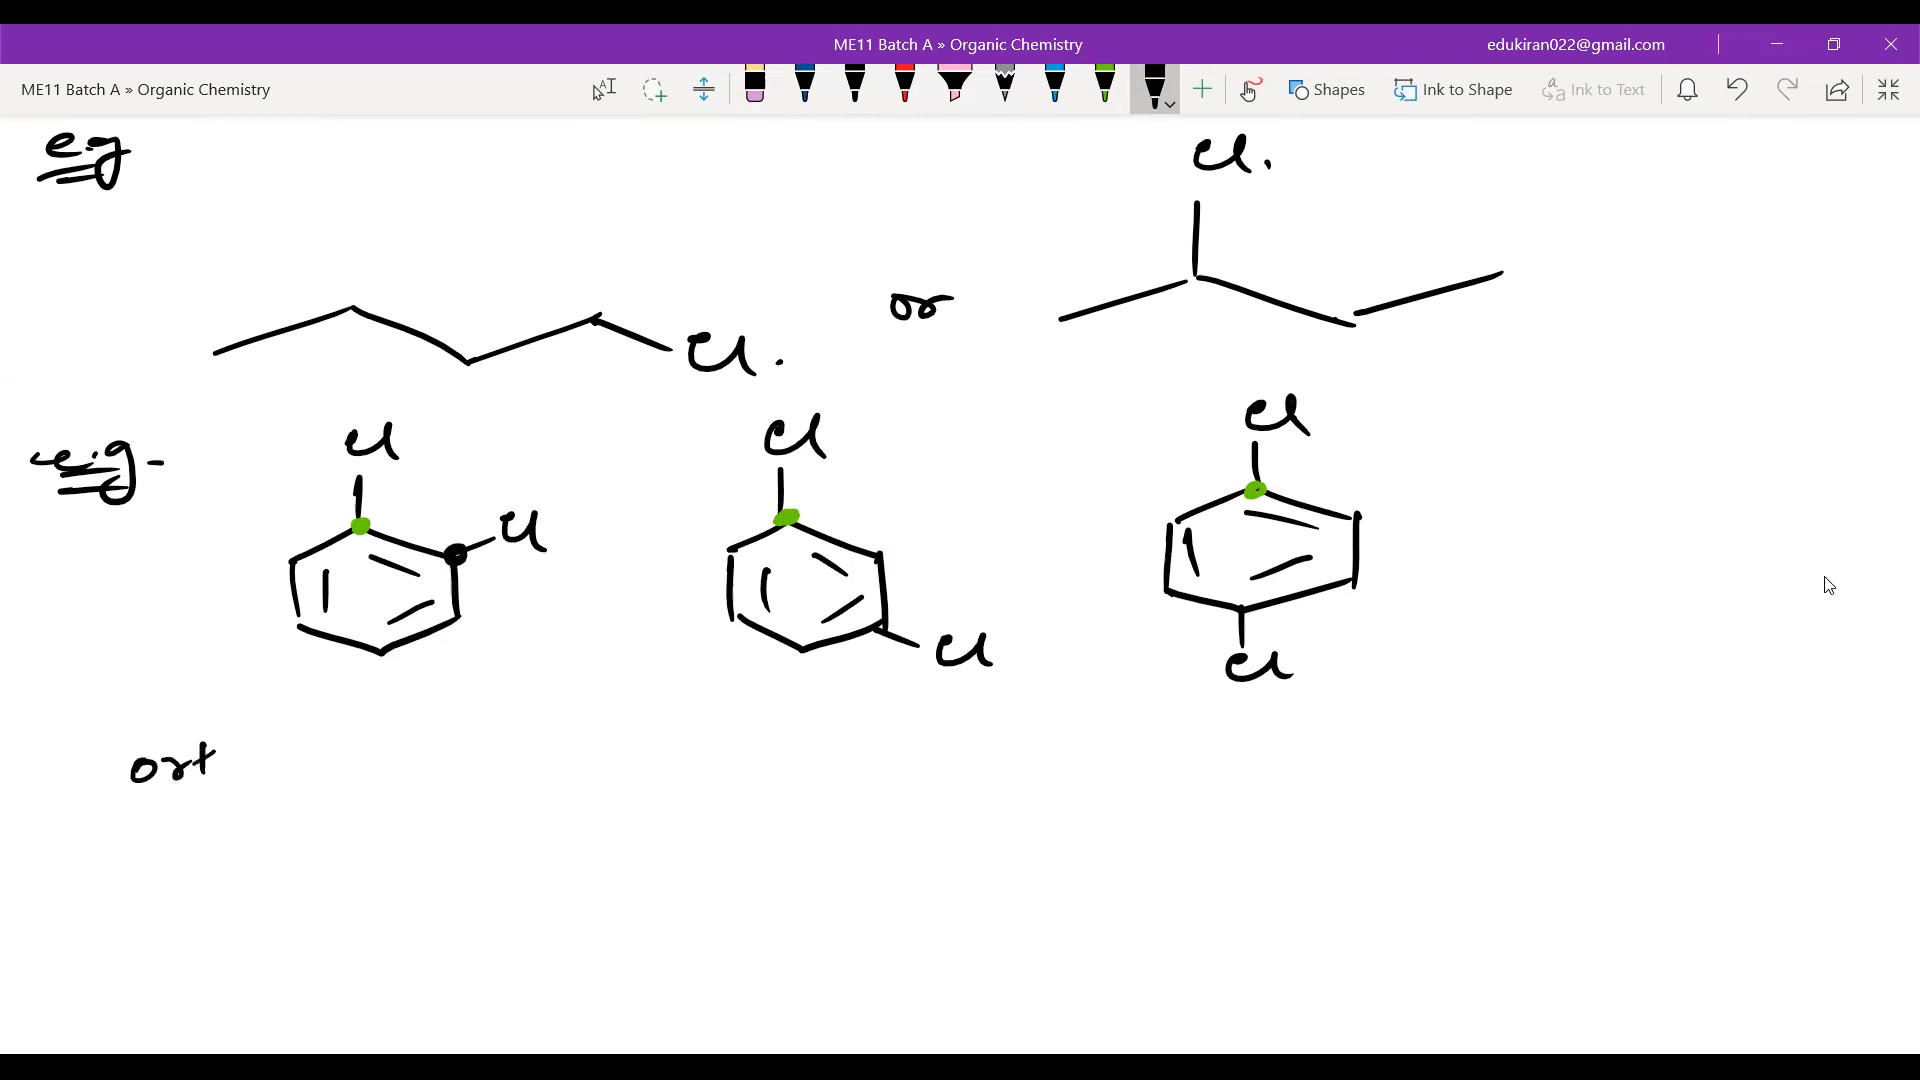 ME11 Batch A » Organic Chemistry
edukiran022@gmail.com
ME11 Batch A » Organic Chemistry
Shapes
Ink to Shape
Ink to Text
e.g
Cl.
or
Cl.
e.g -
Cl
Cl
Cl
Cl
Cl
Cl
ort